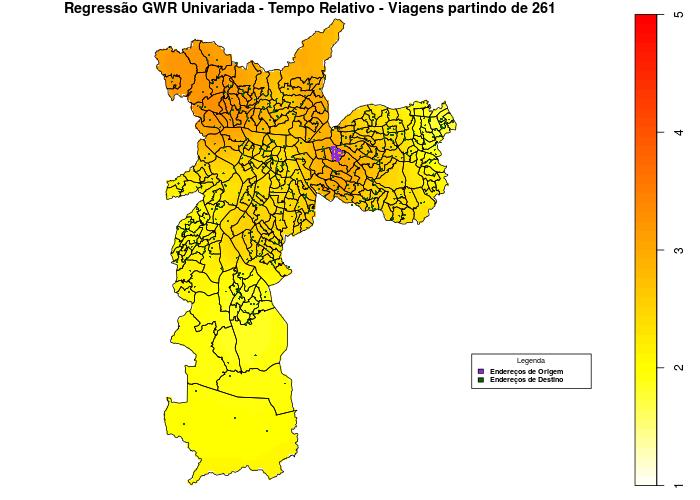 Regressão GWR Univariada - Tempo Relativo - Viagens partindo de 261
5
4
3
2
1
Legenda
Endereços de Origem
Endereços de Destino